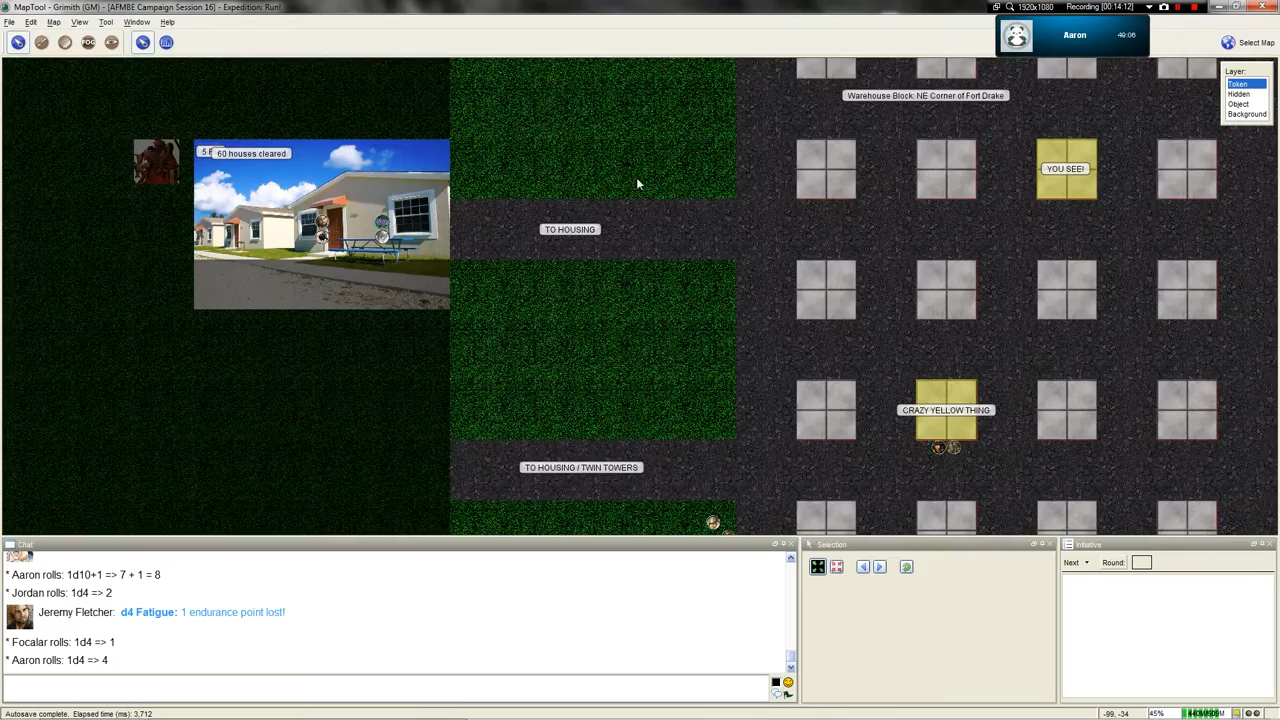 MapTool - Grimith (GM) - [AFMBE Campaign Session 16] - Expedition: Run!
1920x1080
Recording [00:14:12]
File Edit Map View Tool Window Help
FOG
Aaron
49:06
Select Map
Layer:
Token
Hidden
Object
Background
Warehouse Block: NE Corner of Fort Drake
60 houses cleared
YOU SEE!
TO HOUSING
CRAZY YELLOW THING
TO HOUSING / TWIN TOWERS
Chat
* Aaron rolls: 1d10+1 => 7 + 1 = 8
* Jordan rolls: 1d4 => 2
Jeremy Fletcher: d4 Fatigue: 1 endurance point lost!
* Focalar rolls: 1d4 => 1
* Aaron rolls: 1d4 => 4
Selection
Initiative
Next
Round:
Autosave complete. Elapsed time (ms): 3,712
-99, -34
45%